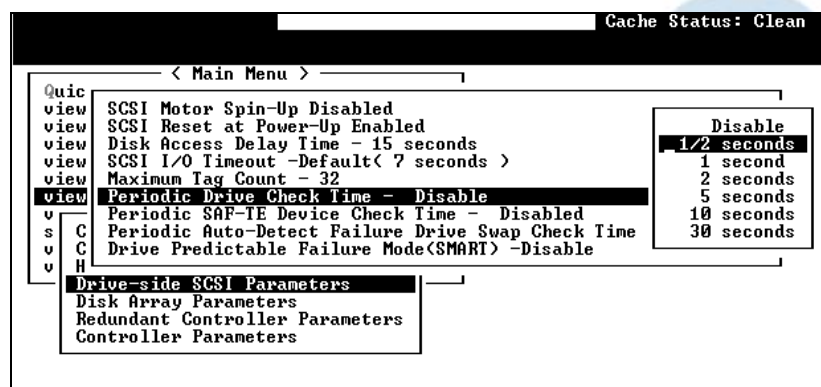 Cache Status: Clean
< Main Menu >
Quic
view SCSI Motor Spin-Up Disabled
view SCSI Reset at Power-Up Enabled
view Disk Access Delay Time - 15 seconds
view SCSI I/O Timeout -Default( 7 seconds )
view Maximum Tag Count - 32
view Periodic Drive Check Time - Disable
v Periodic SAF-TE Device Check Time - Disabled
s C Periodic Auto-Detect Failure Drive Swap Check Time
v C Drive Predictable Failure Mode(SMART) -Disable
v H
Disable
1/2 seconds
1 second
2 seconds
5 seconds
10 seconds
30 seconds
Drive-side SCSI Parameters
Disk Array Parameters
Redundant Controller Parameters
Controller Parameters